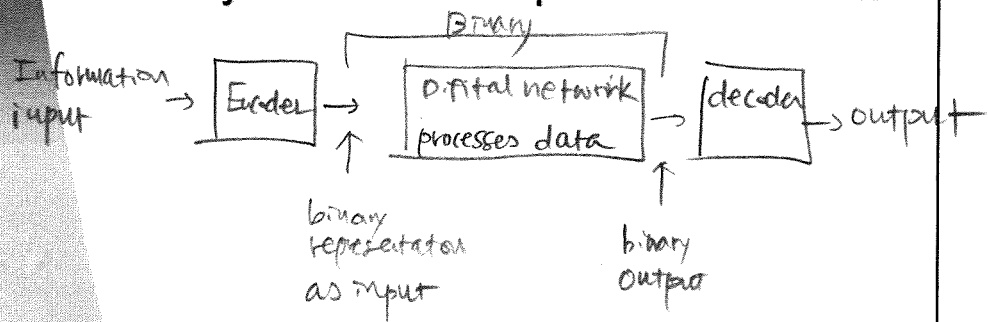 Binary
Information
input
Encoder
Digital network
processes data
decoder
output
binary
representation
as input
binary
output